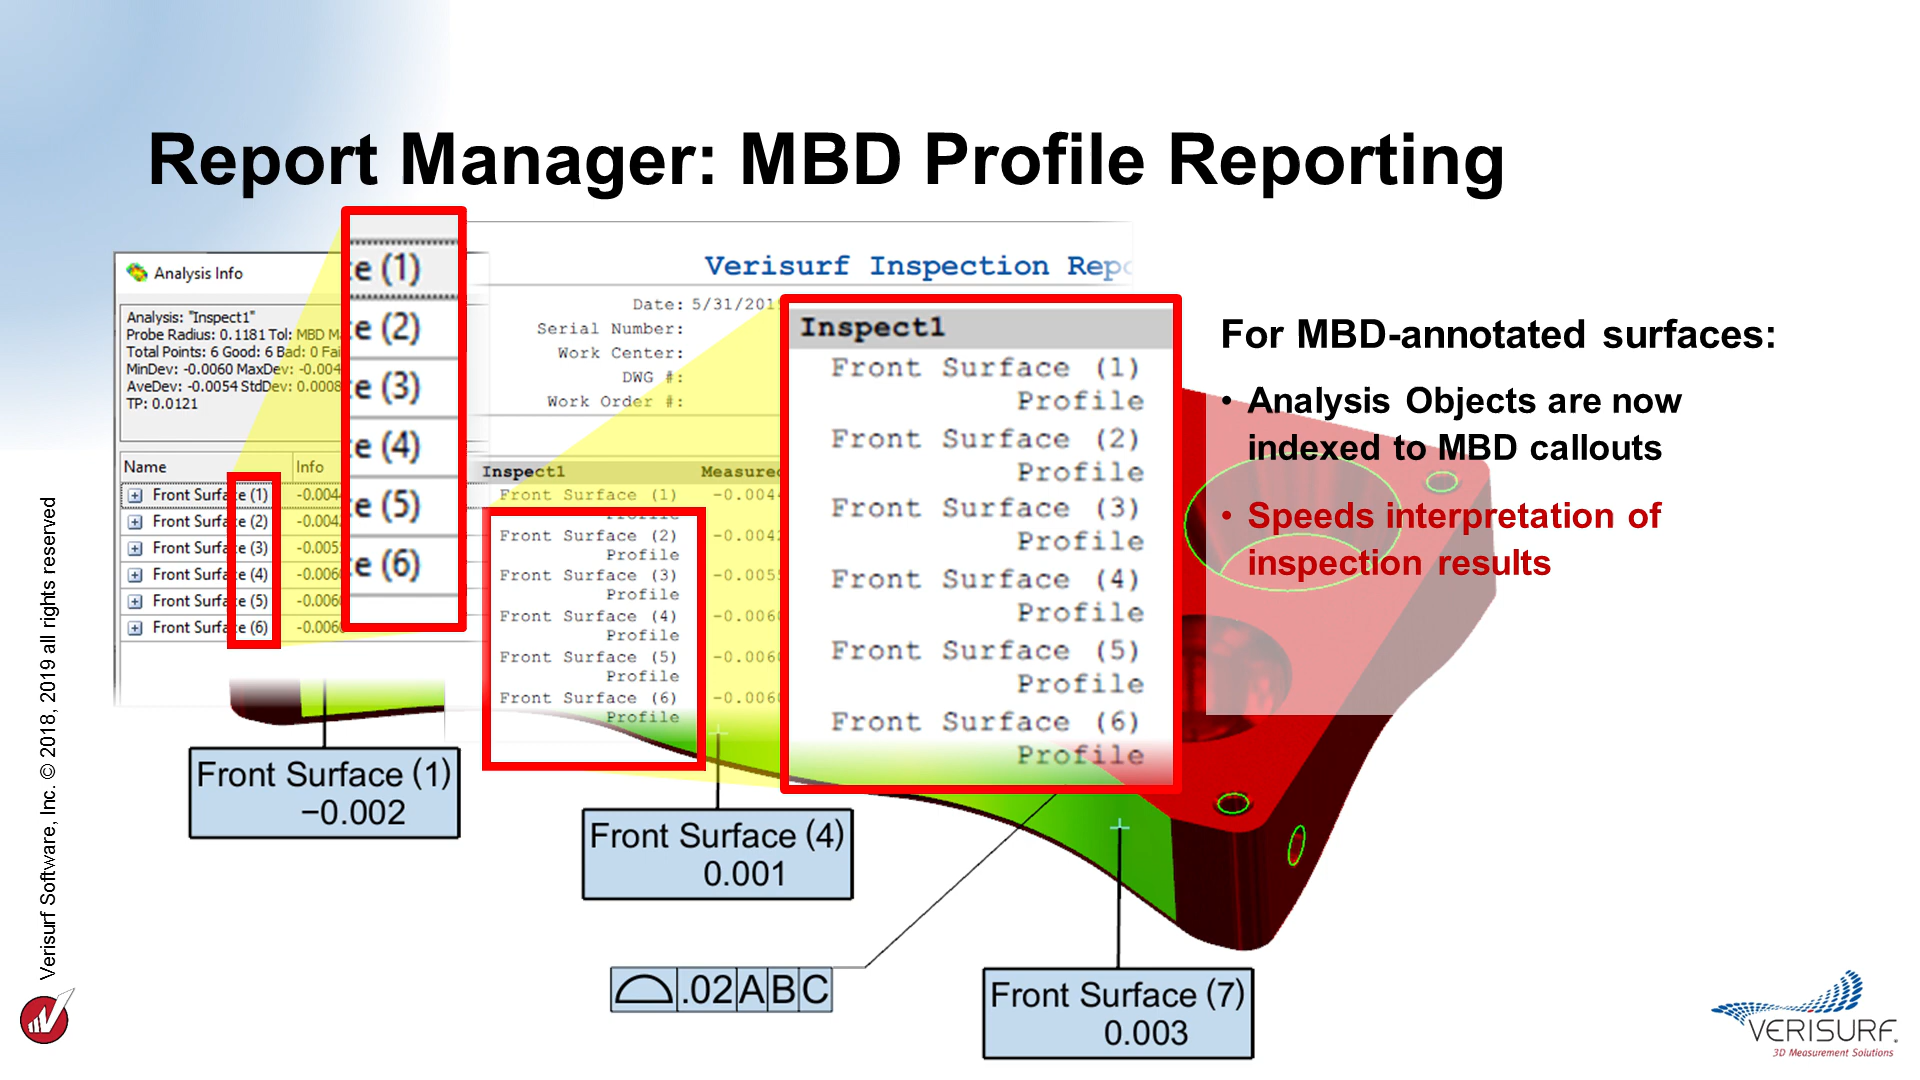 Report Manager: MBD Profile Reporting
Analysis Info
Analysis: "Inspect1"
Probe Radius: 0.1181 Tol: MBD
Total Points: 6 Good: 6 Bad: 0
MinDev: -0.0060 MaxDev: -0.004
AveDev: -0.0054 StdDev: 0.0008
TP: 0.0121
Name Info
Front Surface (1) -0.004
Front Surface (2) -0.004
Front Surface (3) -0.005
Front Surface (4) -0.006
Front Surface (5) -0.006
Front Surface (6) -0.006
e (1)
e (2)
e (3)
e (4)
e (5)
e (6)
Verisurf Inspection Repo
Date: 5/31/201
Serial Number:
Work Center:
DWG #:
Work Order #:
Inspect1 Measured
Front Surface (1) -0.004
Profile
Front Surface (2) -0.004
Profile
Front Surface (3) -0.005
Profile
Front Surface (4) -0.006
Profile
Front Surface (5) -0.006
Profile
Front Surface (6) -0.006
Profile
Inspect1
Front Surface (1)
Profile
Front Surface (2)
Profile
Front Surface (3)
Profile
Front Surface (4)
Profile
Front Surface (5)
Profile
Front Surface (6)
Profile
For MBD-annotated surfaces:
• Analysis Objects are now
indexed to MBD callouts
• Speeds interpretation of
inspection results
Front Surface (1)
−0.002
Front Surface (4)
0.001
.02 A B C
Front Surface (7)
0.003
Verisurf Software, Inc. © 2018, 2019 all rights reserved
VERISURF®
3D Measurement Solutions